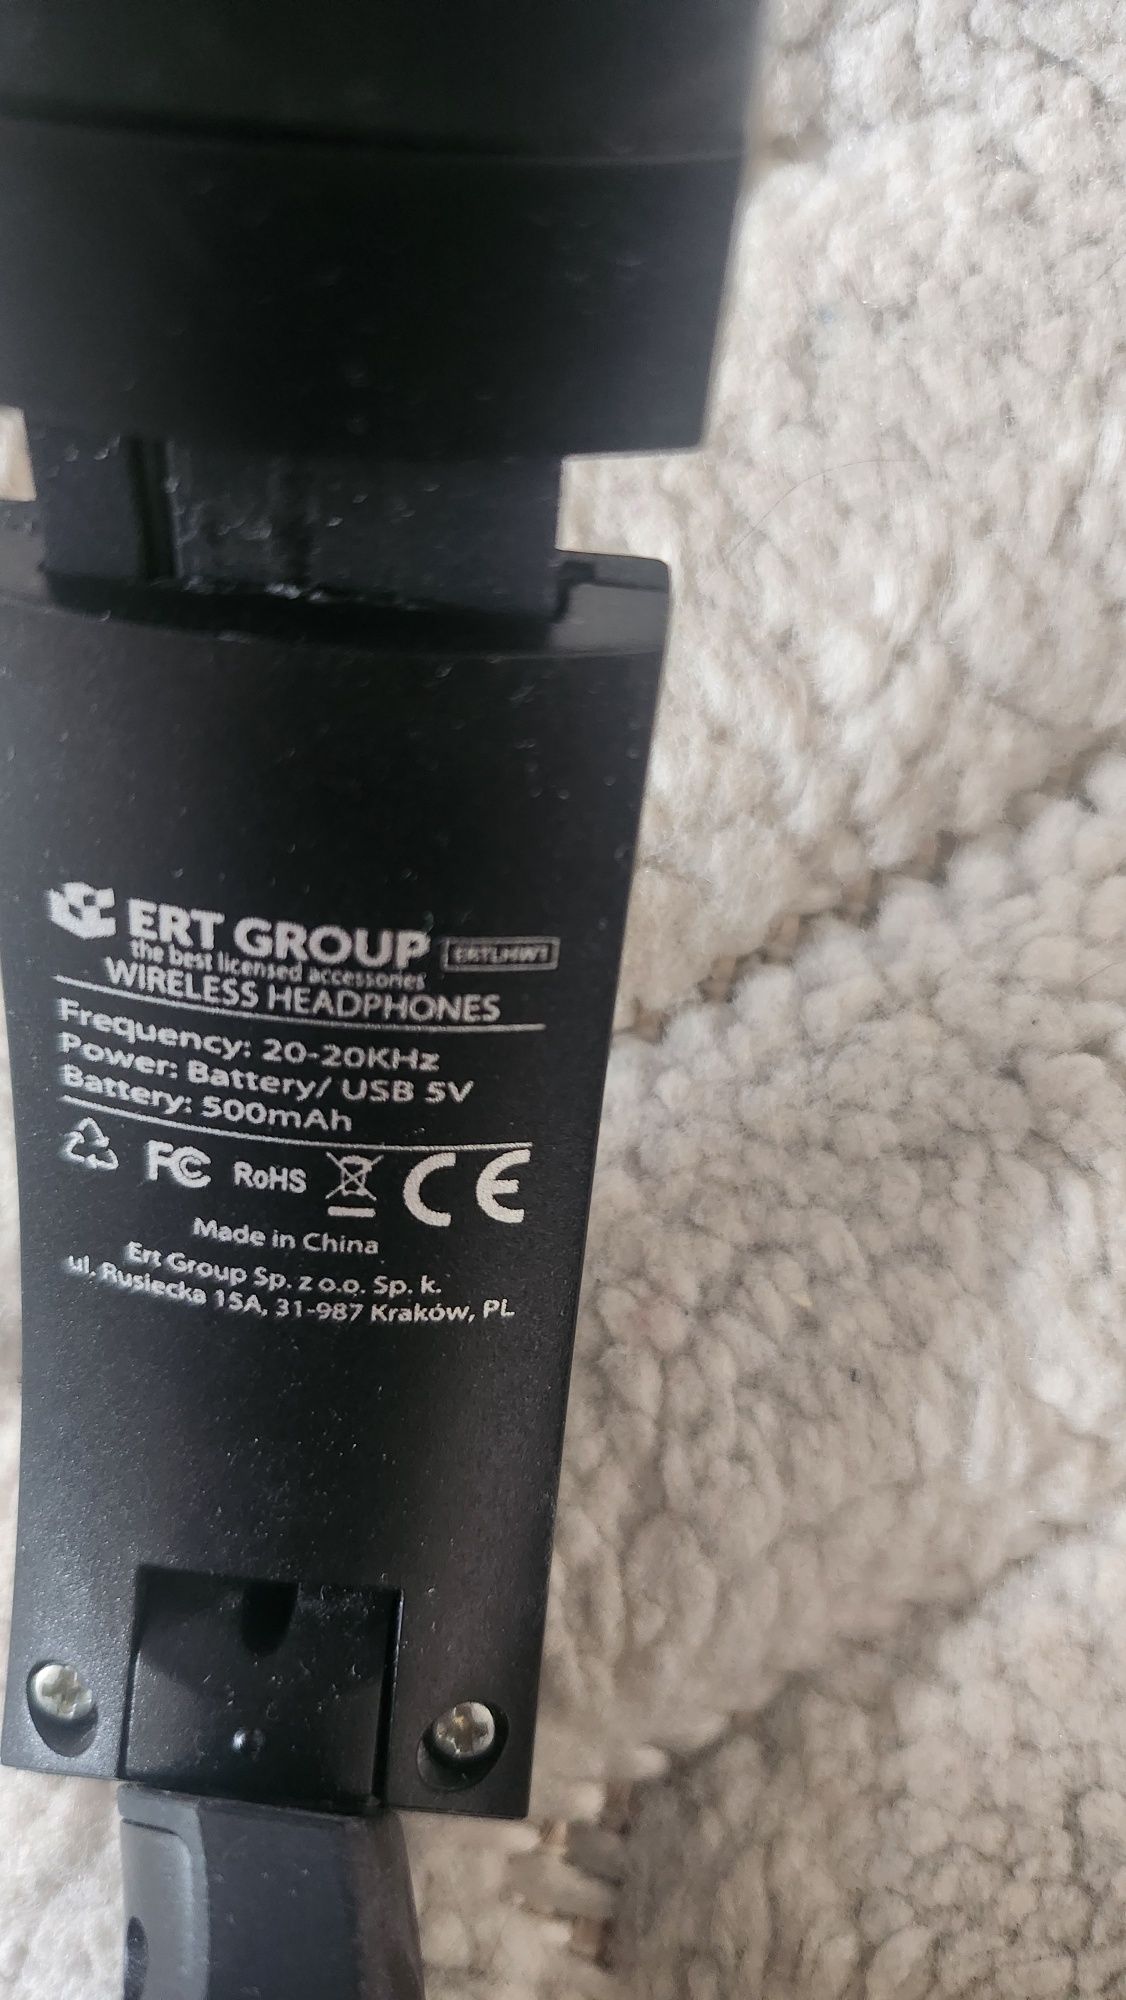 ERT GROUP ERTLHW1
the best licensed accessories
WIRELESS HEADPHONES
Frequency: 20-20KHz
Power: Battery/ USB 5V
Battery: 500mAh
FC RoHS CE
Made in China
Ert Group Sp. z o.o. Sp. k.
ul. Rusiecka 15A, 31-987 Kraków, PL